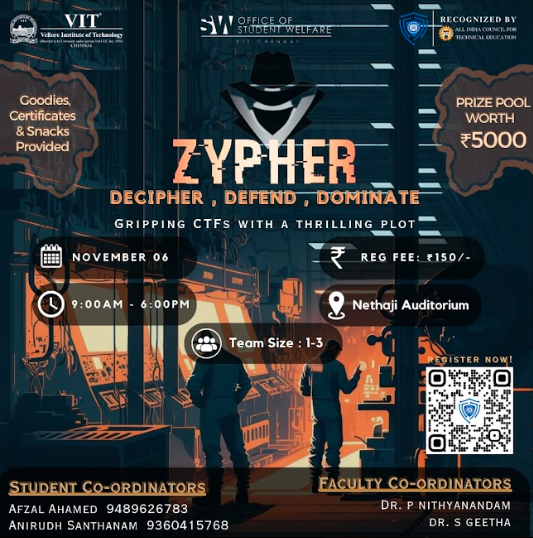 VIT®
Vellore Institute of Technology
CHENNAI
SW OFFICE OF
STUDENT WELFARE
VIT CHENNAI
RECOGNIZED BY
ALL INDIA COUNCIL FOR
TECHNICAL EDUCATION
Goodies,
Certificates
& Snacks
Provided
PRIZE POOL
WORTH
₹5000
ZYPHER
DECIPHER , DEFEND , DOMINATE
GRIPPING CTFS WITH A THRILLING PLOT
NOVEMBER 06
REG FEE: ₹150/-
9:00AM - 6:00PM
Nethaji Auditorium
Team Size : 1-3
REGISTER NOW!
STUDENT CO-ORDINATORS
AFZAL AHAMED 9489626783
ANIRUDH SANTHANAM 9360415768
FACULTY CO-ORDINATORS
DR. P NITHYANANDAM
DR. S GEETHA